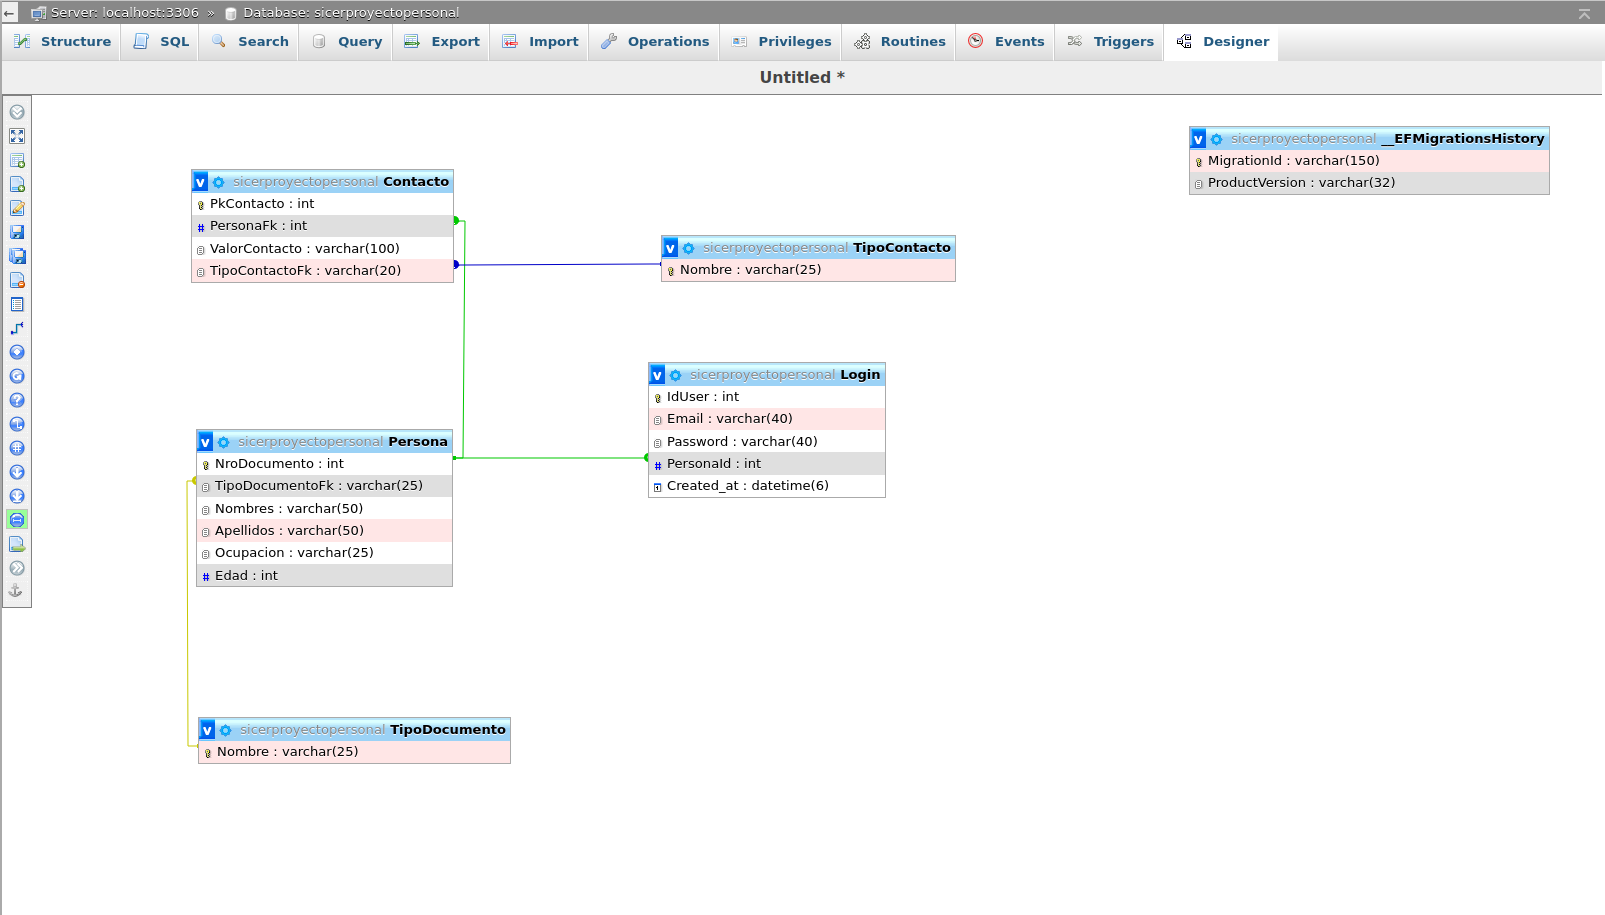 Server: localhost:3306 » Database: sicerproyectopersonal
Structure SQL Search Query Export Import Operations Privileges Routines Events Triggers Designer
Untitled *
sicerproyectopersonal __EFMigrationsHistory
MigrationId : varchar(150)
ProductVersion : varchar(32)
sicerproyectopersonal Contacto
PkContacto : int
PersonaFk : int
ValorContacto : varchar(100)
TipoContactoFk : varchar(20)
sicerproyectopersonal TipoContacto
Nombre : varchar(25)
sicerproyectopersonal Login
IdUser : int
Email : varchar(40)
Password : varchar(40)
PersonaId : int
Created_at : datetime(6)
sicerproyectopersonal Persona
NroDocumento : int
TipoDocumentoFk : varchar(25)
Nombres : varchar(50)
Apellidos : varchar(50)
Ocupacion : varchar(25)
Edad : int
sicerproyectopersonal TipoDocumento
Nombre : varchar(25)